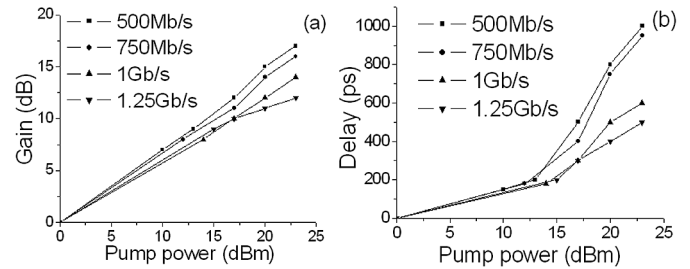 (a)
500Mb/s
750Mb/s
1Gb/s
1.25Gb/s
Gain (dB)
20
15
10
5
0
0 5 10 15 20 25
Pump power (dBm)
(b)
500Mb/s
750Mb/s
1Gb/s
1.25Gb/s
Delay (ps)
1000
800
600
400
200
0
0 5 10 15 20 25
Pump power (dBm)